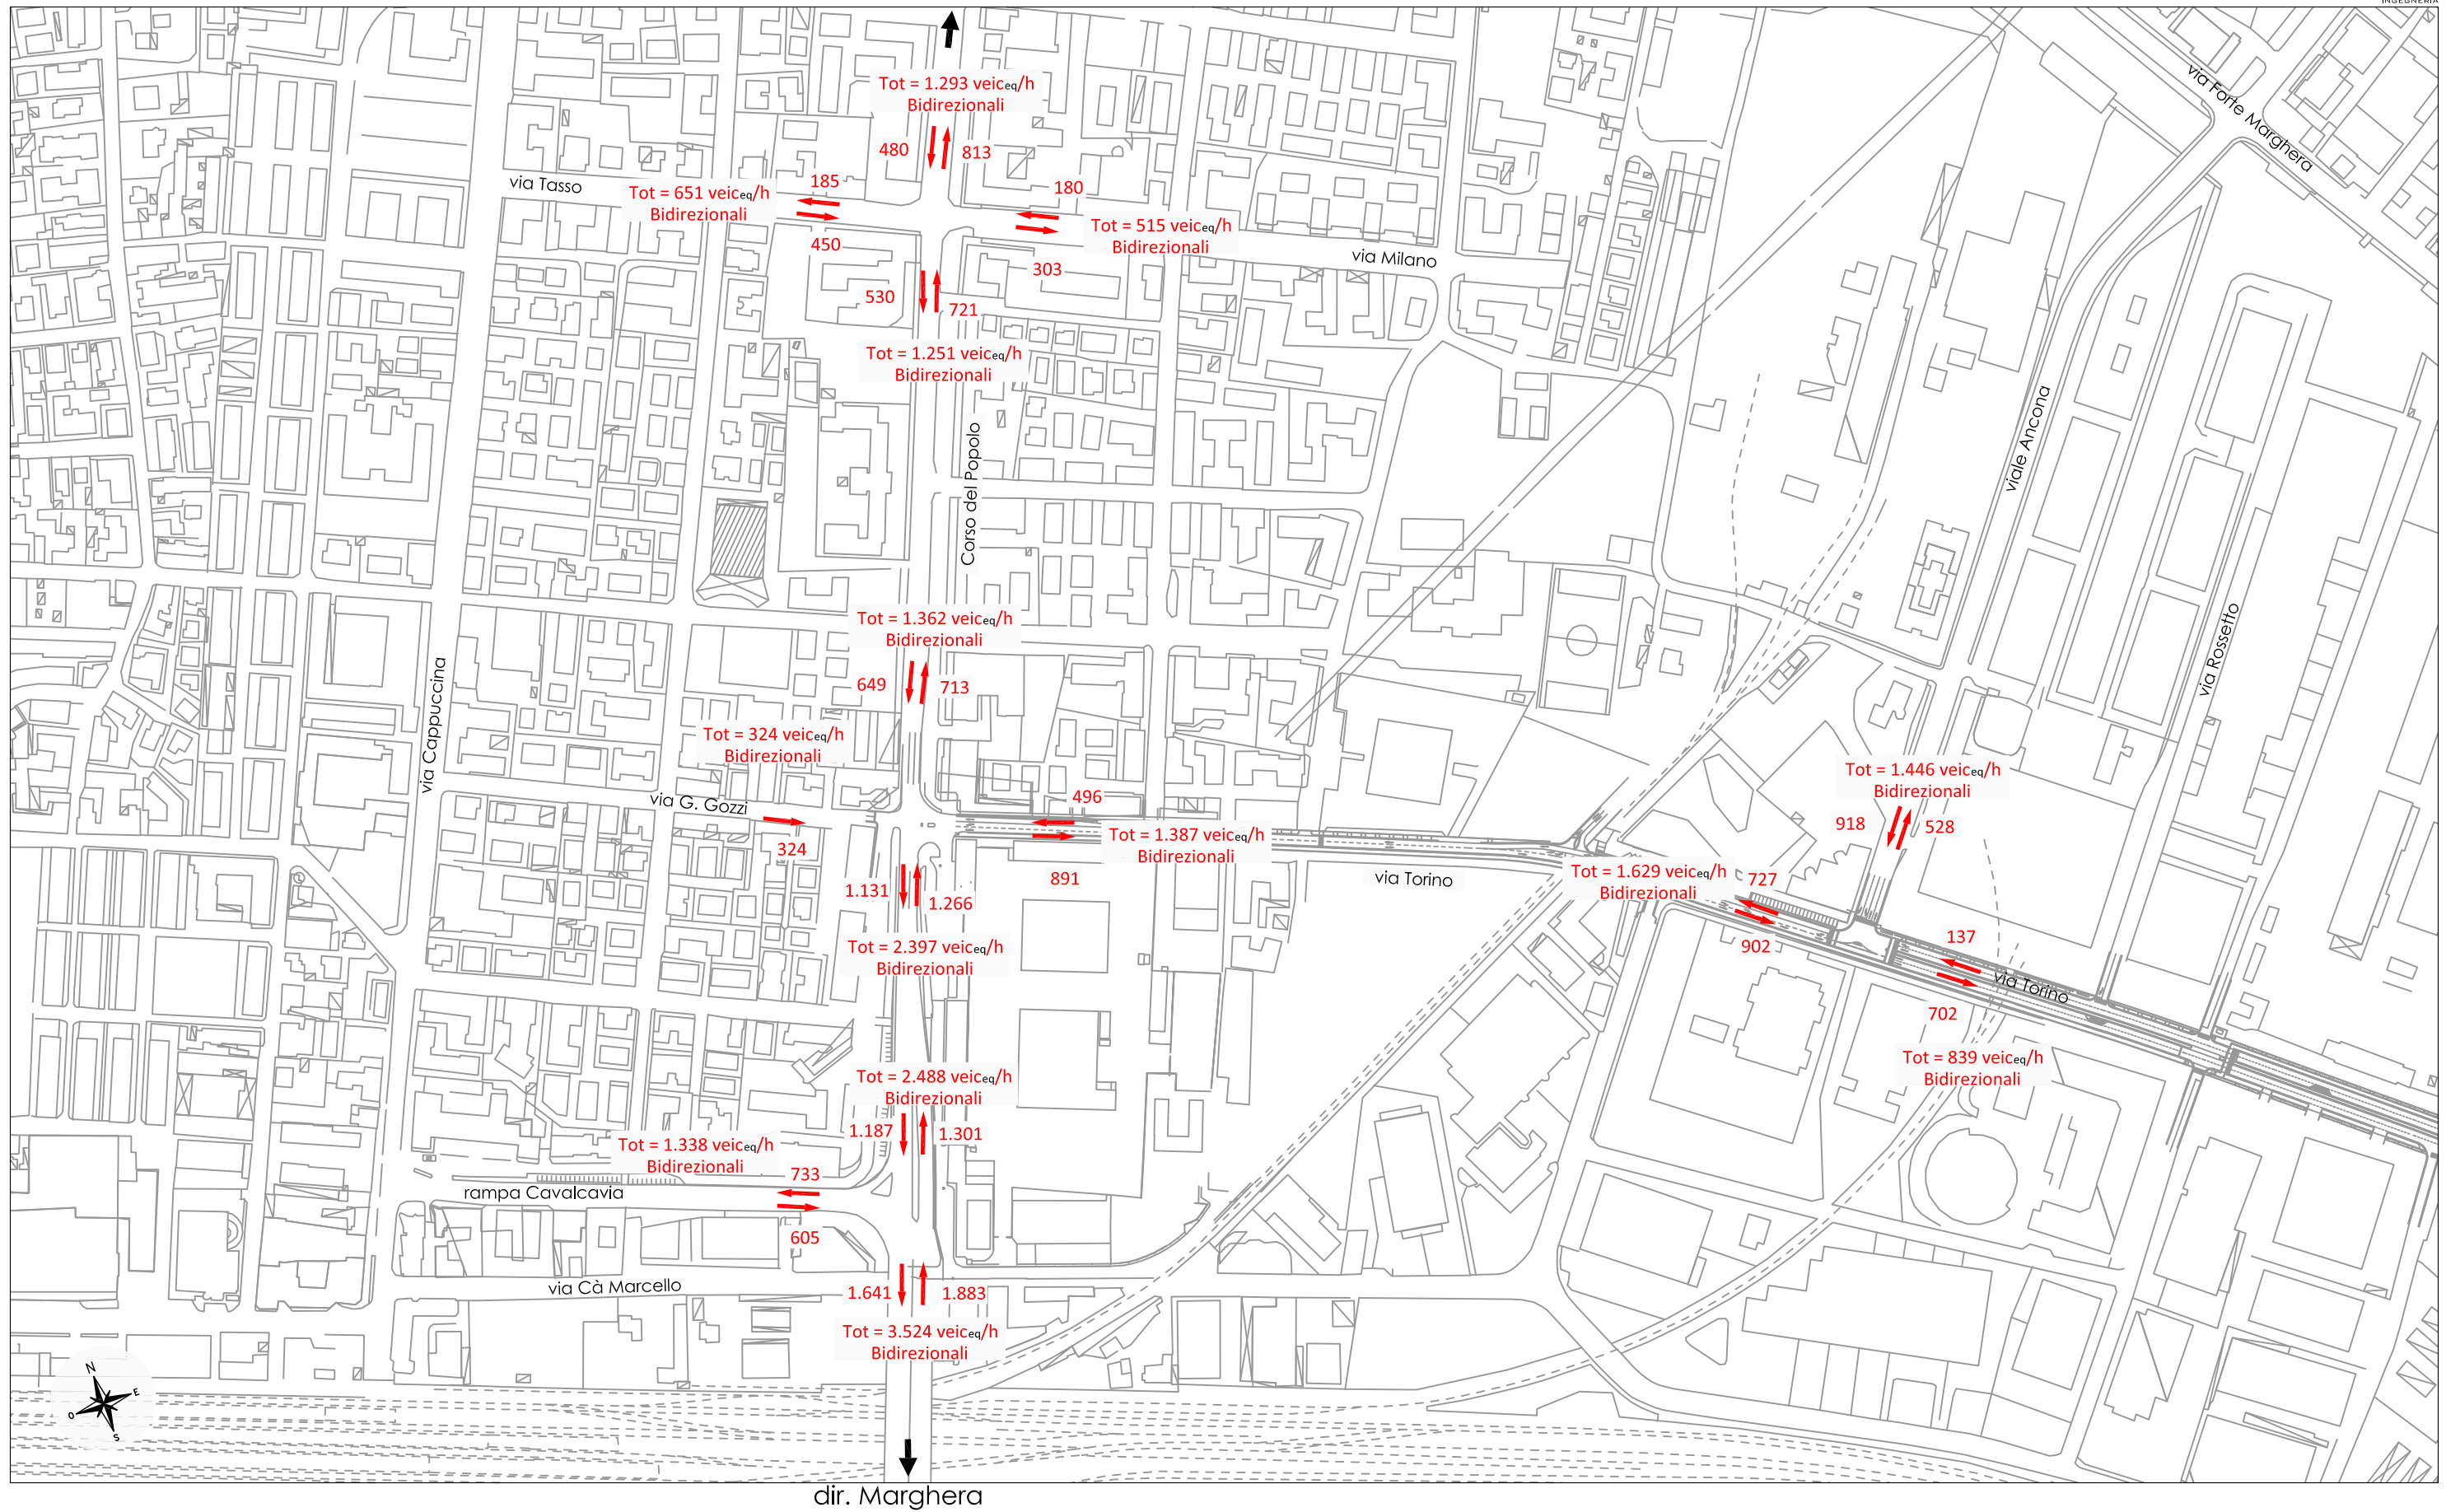 INGEGNERIA
via Forte Marghera
Tot = 1.293 veiceq/h
Bidirezionali
480
813
via Tasso
Tot = 651 veiceq/h
Bidirezionali
185
450
180
Tot = 515 veiceq/h
Bidirezionali
303
via Milano
530
721
Tot = 1.251 veiceq/h
Bidirezionali
Corso del Popolo
viale Ancona
via Rossetto
via Cappuccina
Tot = 1.362 veiceq/h
Bidirezionali
649
713
Tot = 324 veiceq/h
Bidirezionali
via G. Gozzi
324
496
Tot = 1.387 veiceq/h
Bidirezionali
891
via Torino
Tot = 1.446 veiceq/h
Bidirezionali
918
528
Tot = 1.629 veiceq/h
Bidirezionali
727
902
137
via Torino
702
Tot = 839 veiceq/h
Bidirezionali
1.131
1.266
Tot = 2.397 veiceq/h
Bidirezionali
Tot = 2.488 veiceq/h
Bidirezionali
1.187
1.301
Tot = 1.338 veiceq/h
Bidirezionali
733
rampa Cavalcavia
605
via Cà Marcello
1.641
1.883
Tot = 3.524 veiceq/h
Bidirezionali
N
E
O
S
dir. Marghera